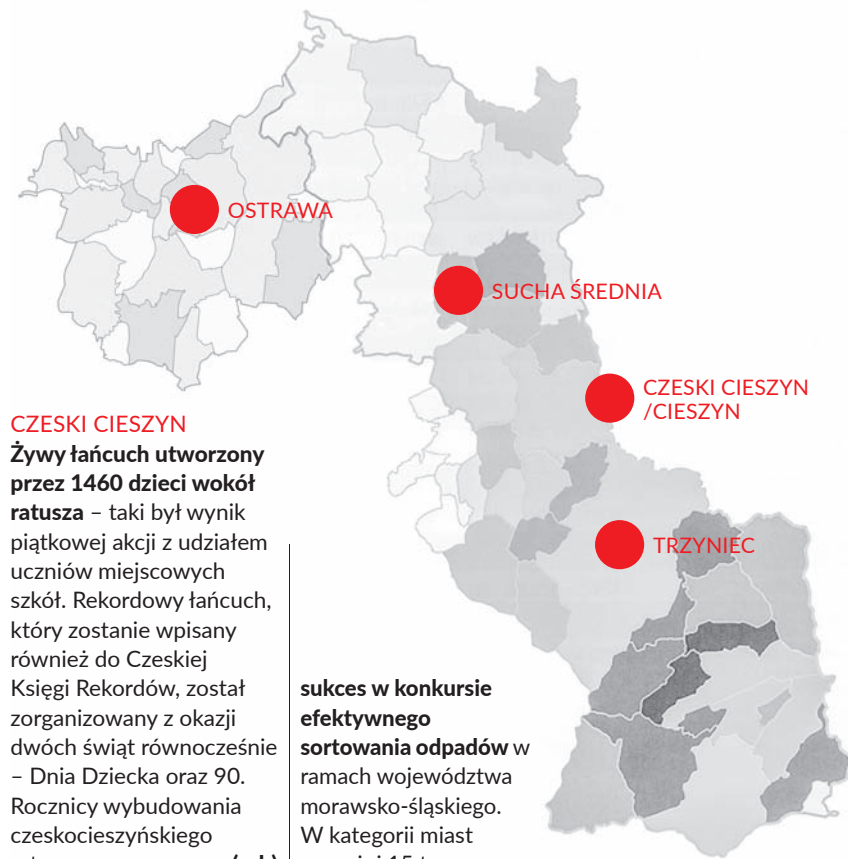 OSTRAWA
SUCHA ŚREDNIA
CZESKI CIESZYN
/CIESZYN
TRZYNIEC
CZESKI CIESZYN
Żywy łańcuch utworzony
przez 1460 dzieci wokół
ratusza – taki był wynik
piątkowej akcji z udziałem
uczniów miejscowych
szkół. Rekordowy łańcuch,
który zostanie wpisany
również do Czeskiej
Księgi Rekordów, został
zorganizowany z okazji
dwóch świąt równocześnie
– Dnia Dziecka oraz 90.
Rocznicy wybudowania
czeskocieszyńskiego
sukces w konkursie
efektywnego
sortowania odpadów w
ramach województwa
morawsko-śląskiego.
W kategorii miast